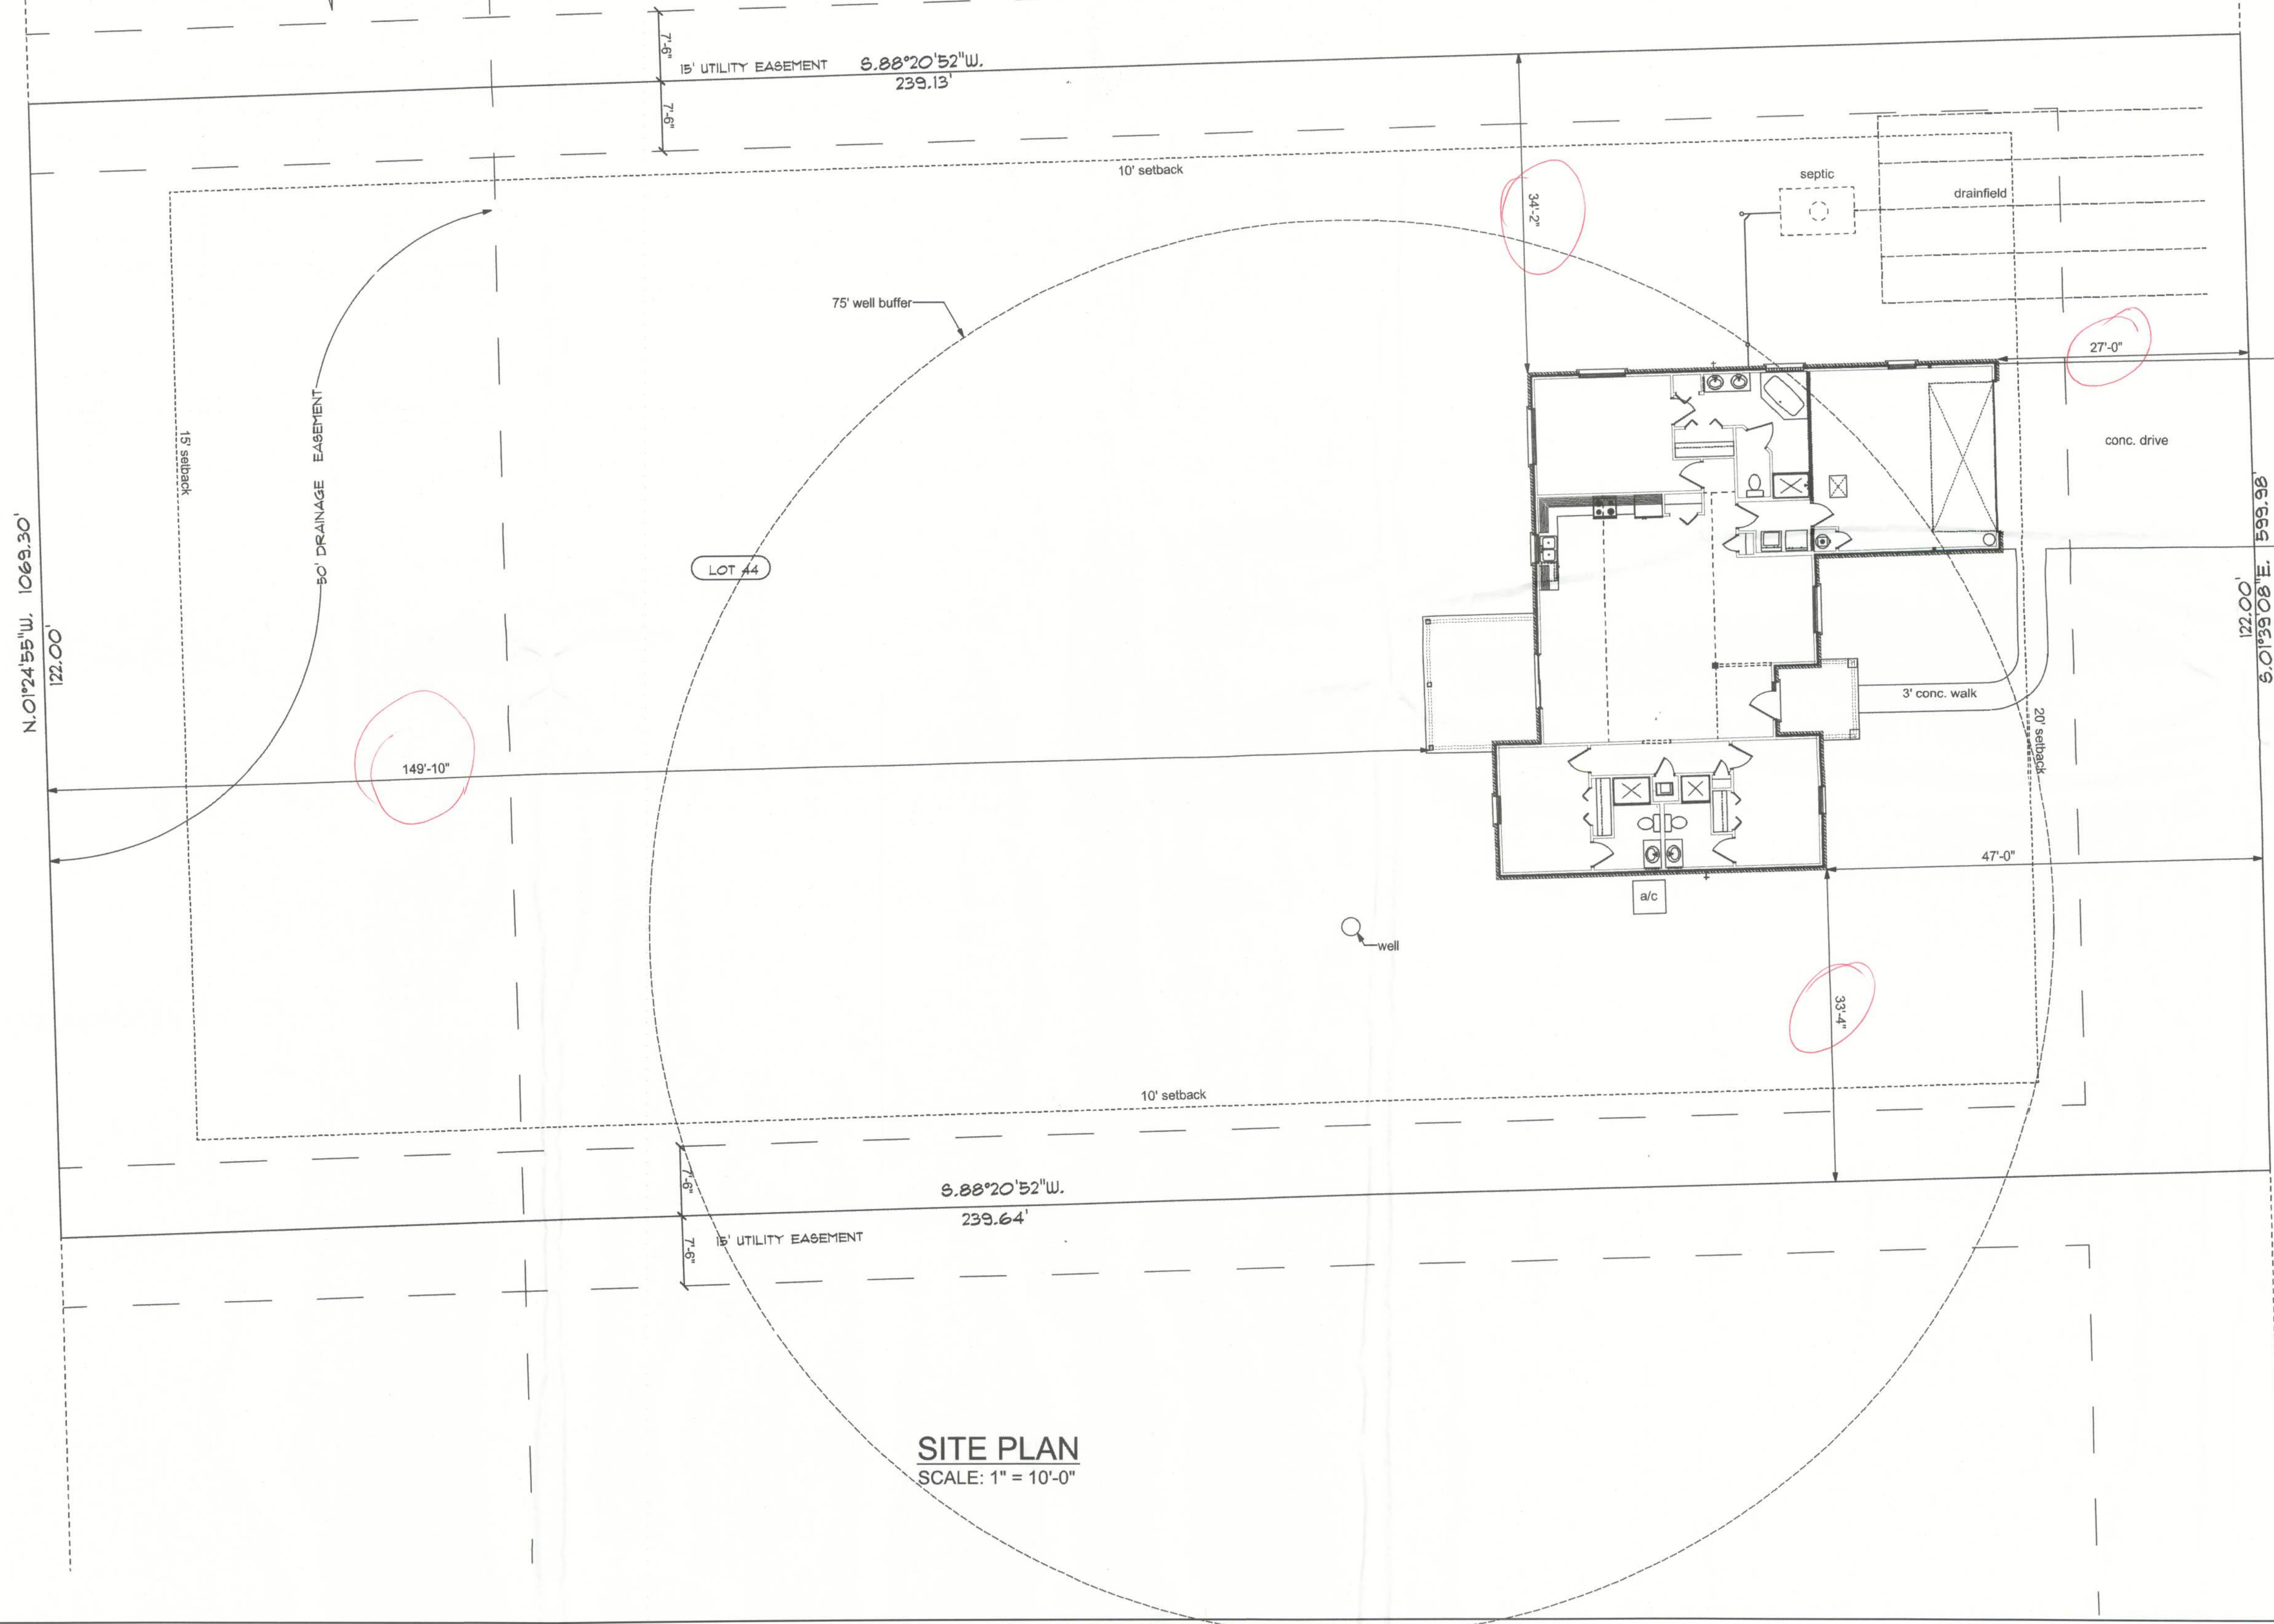 7'-6"
15' UTILITY EASEMENT
S.88°20'52"W.
239.13'
7'-6"
10' setback
septic
drainfield
34'-2"
75' well buffer
27'-0"
conc. drive
15' setback
50' DRAINAGE EASEMENT
LOT 44
N.01°24'55"W. 1069.30'
122.00'
S.01°39'08"E. 599.98'
122.00'
3' conc. walk
20' setback
149'-10"
47'-0"
a/c
well
33'-4"
10' setback
7'-6"
S.88°20'52"W.
239.64'
7'-6"
15' UTILITY EASEMENT
SITE PLAN
SCALE: 1" = 10'-0"